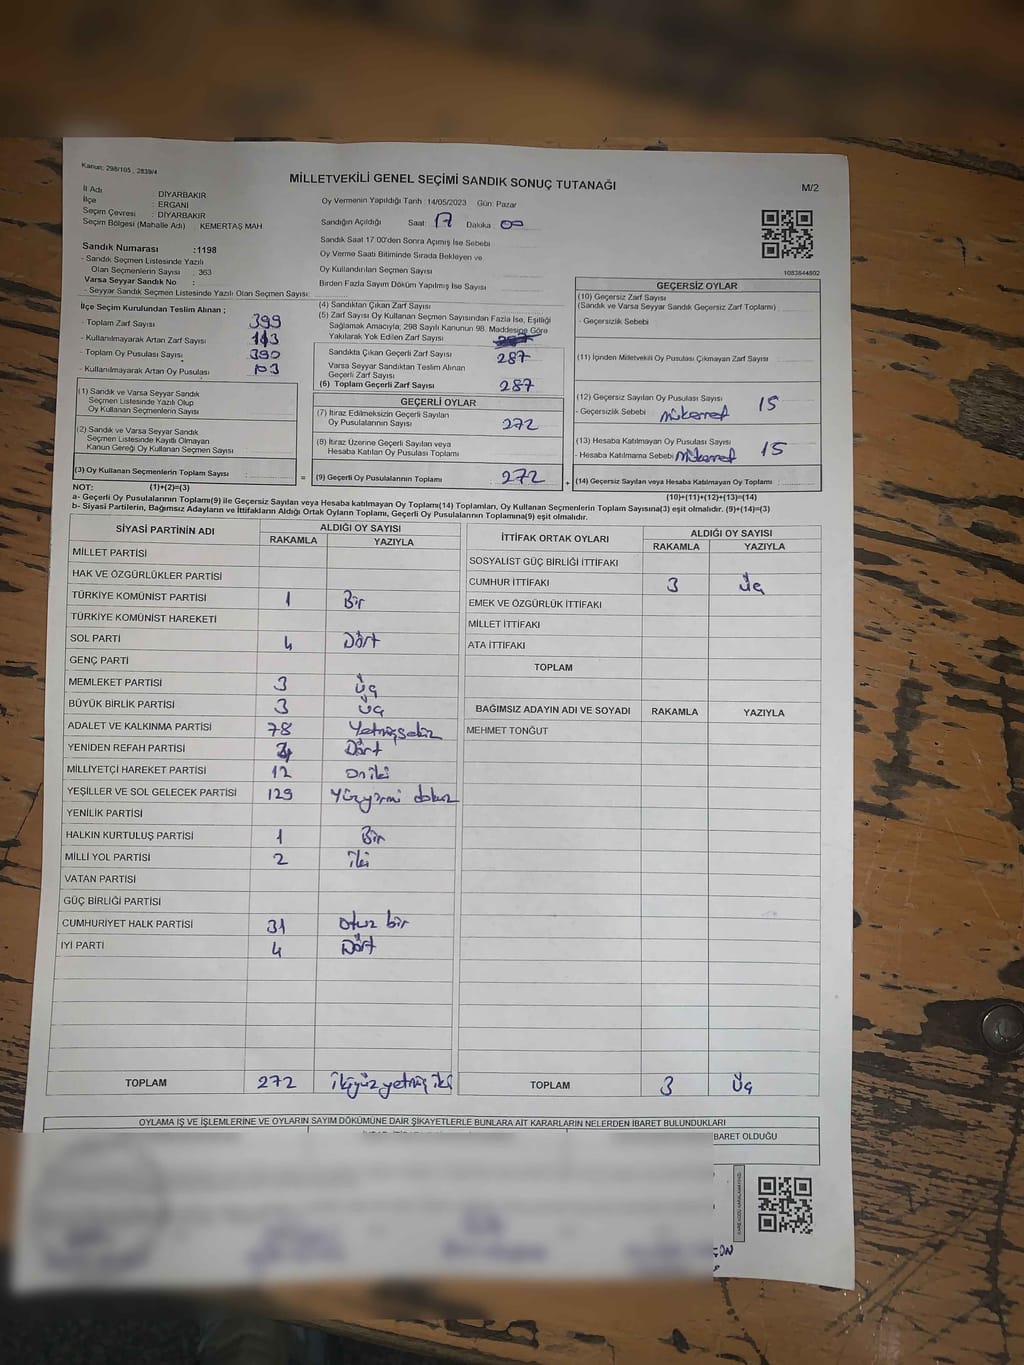 Kanun: 298/105 , 2839/4
MİLLETVEKİLİ GENEL SEÇİMİ SANDIK SONUÇ TUTANAĞI
M/2
İl Adı : DİYARBAKIR
İlçe : ERGANİ
Seçim Çevresi : DİYARBAKIR
Seçim Bölgesi (Mahalle Adı) KEMERTAŞ MAH
Sandık Numarası :1198
- Sandık Seçmen Listesinde Yazılı
Olan Seçmenlerin Sayısı : 363
Varsa Seyyar Sandık No :
- Seyyar Sandık Seçmen Listesinde Yazılı Olan Seçmen Sayısı:
Oy Vermenin Yapıldığı Tarih :14/05/2023 Gün: Pazar
Sandığın Açıldığı Saat: 17 Dakika: 00
Sandık Saat 17:00'den Sonra Açımış İse Sebebi
Oy Verme Saati Bitiminde Sırada Bekleyen ve
Oy Kullandırılan Seçmen Sayısı
Birden Fazla Sayım Döküm Yapılmış İse Sayısı
1083844802
İlçe Seçim Kurulundan Teslim Alınan ;
- Toplam Zarf Sayısı 399
- Kullanılmayarak Artan Zarf Sayısı 113
- Toplam Oy Pusulası Sayısı 390
- Kullanılmayarak Artan Oy Pusulası 103
(1) Sandık ve Varsa Seyyar Sandık
Seçmen Listesinde Yazılı Olup
Oy Kullanan Seçmenlerin Sayısı
(2) Sandık ve Varsa Seyyar Sandık
Seçmen Listesinde Kayıtlı Olmayan
Kanun Gereği Oy Kullanan Seçmen Sayısı
(3) Oy Kullanan Seçmenlerin Toplam Sayısı
(4) Sandıktan Çıkan Zarf Sayısı
(5) Zarf Sayısı Oy Kullanan Seçmen Sayısından Fazla İse, Eşitliği
Sağlamak Amacıyla; 298 Sayılı Kanunun 98. Maddesine Göre
Yakılarak Yok Edilen Zarf Sayısı
Sandıkta Çıkan Geçerli Zarf Sayısı 287
Varsa Seyyar Sandıktan Teslim Alınan
Geçerli Zarf Sayısı
(6) Toplam Geçerli Zarf Sayısı 287
GEÇERLİ OYLAR
(7) İtiraz Edilmeksizin Geçerli Sayılan
Oy Pusulalarının Sayısı 272
(8) İtiraz Üzerine Geçerli Sayılan veya
Hesaba Katılan Oy Pusulası Toplamı
= (9) Geçerli Oy Pusulalarının Toplamı 272 +
GEÇERSİZ OYLAR
(10) Geçersiz Zarf Sayısı
(Sandık ve Varsa Seyyar Sandık Geçersiz Zarf Toplamı)
- Geçersizlik Sebebi
(11) İçinden Milletvekili Oy Pusulası Çıkmayan Zarf Sayısı
(12) Geçersiz Sayılan Oy Pusulası Sayısı 15
- Geçersizlik Sebebi
(13) Hesaba Katılmayan Oy Pusulası Sayısı 15
- Hesaba Katılmama Sebebi
(14) Geçersiz Sayılan veya Hesaba Katılmayan Oy Toplamı :
NOT: (1)+(2)=(3)
(10)+(11)+(12)+(13)=(14)
a- Geçerli Oy Pusulalarının Toplamı(9) ile Geçersiz Sayılan veya Hesaba katılmayan Oy Toplamı(14) Toplamları, Oy Kullanan Seçmenlerin Toplam Sayısına(3) eşit olmalıdır. (9)+(14)=(3)
b- Siyasi Partilerin, Bağımsız Adayların ve İttifakların Aldığı Ortak Oyların Toplamı, Geçerli Oy Pusulalarının Toplamına(9) eşit olmalıdır.
SİYASİ PARTİNİN ADI ALDIĞI OY SAYISI
RAKAMLA YAZIYLA
MİLLET PARTİSİ
HAK VE ÖZGÜRLÜKLER PARTİSİ
TÜRKİYE KOMÜNİST PARTİSİ 1 Bir
TÜRKİYE KOMÜNİST HAREKETİ
SOL PARTİ 4 Dört
GENÇ PARTİ
MEMLEKET PARTİSİ 3 Üç
BÜYÜK BİRLİK PARTİSİ 3 Üç
ADALET VE KALKINMA PARTİSİ 78 Yetmişsekiz
YENİDEN REFAH PARTİSİ 4 Dört
MİLLİYETÇİ HAREKET PARTİSİ 12 oniki
YEŞİLLER VE SOL GELECEK PARTİSİ 129 Yüzyirmi dokuz
YENİLİK PARTİSİ
HALKIN KURTULUŞ PARTİSİ 1 Bir
MİLLİ YOL PARTİSİ 2 iki
VATAN PARTİSİ
GÜÇ BİRLİĞİ PARTİSİ
CUMHURİYET HALK PARTİSİ 31 otuz bir
İYİ PARTİ 4 Dört
TOPLAM 272 ikiyüzyetmiş iki
İTTİFAK ORTAK OYLARI ALDIĞI OY SAYISI
RAKAMLA YAZIYLA
SOSYALİST GÜÇ BİRLİĞİ İTTİFAKI
CUMHUR İTTİFAKI 3 Üç
EMEK VE ÖZGÜRLÜK İTTİFAKI
MİLLET İTTİFAKI
ATA İTTİFAKI
TOPLAM
BAĞIMSIZ ADAYIN ADI VE SOYADI RAKAMLA YAZIYLA
MEHMET TONĞUT
TOPLAM 3 Üç
OYLAMA İŞ VE İŞLEMLERİNE VE OYLARIN SAYIM DÖKÜMÜNE DAİR ŞİKAYETLERLE BUNLARA AİT KARARLARIN NELERDEN İBARET BULUNDUKLARI
BARET OLDUĞU